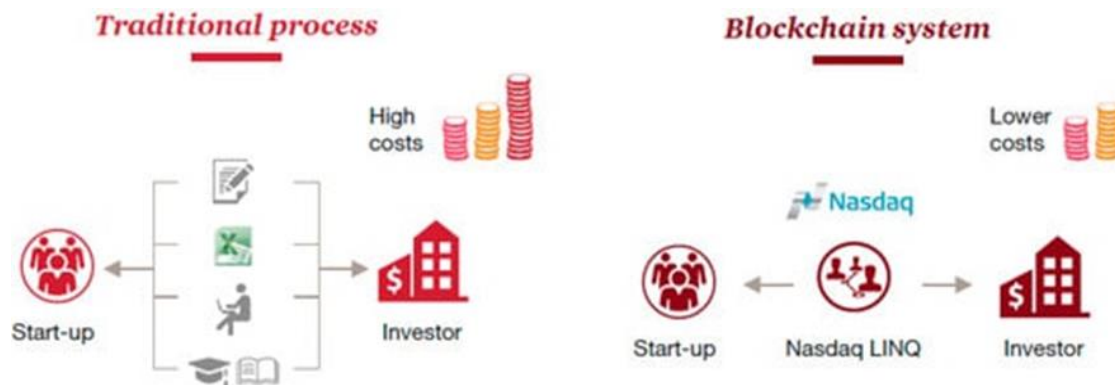 Traditional process
High
costs
Start-up
Investor
Blockchain system
Lower
costs
Nasdaq
Start-up
Nasdaq LINQ
Investor